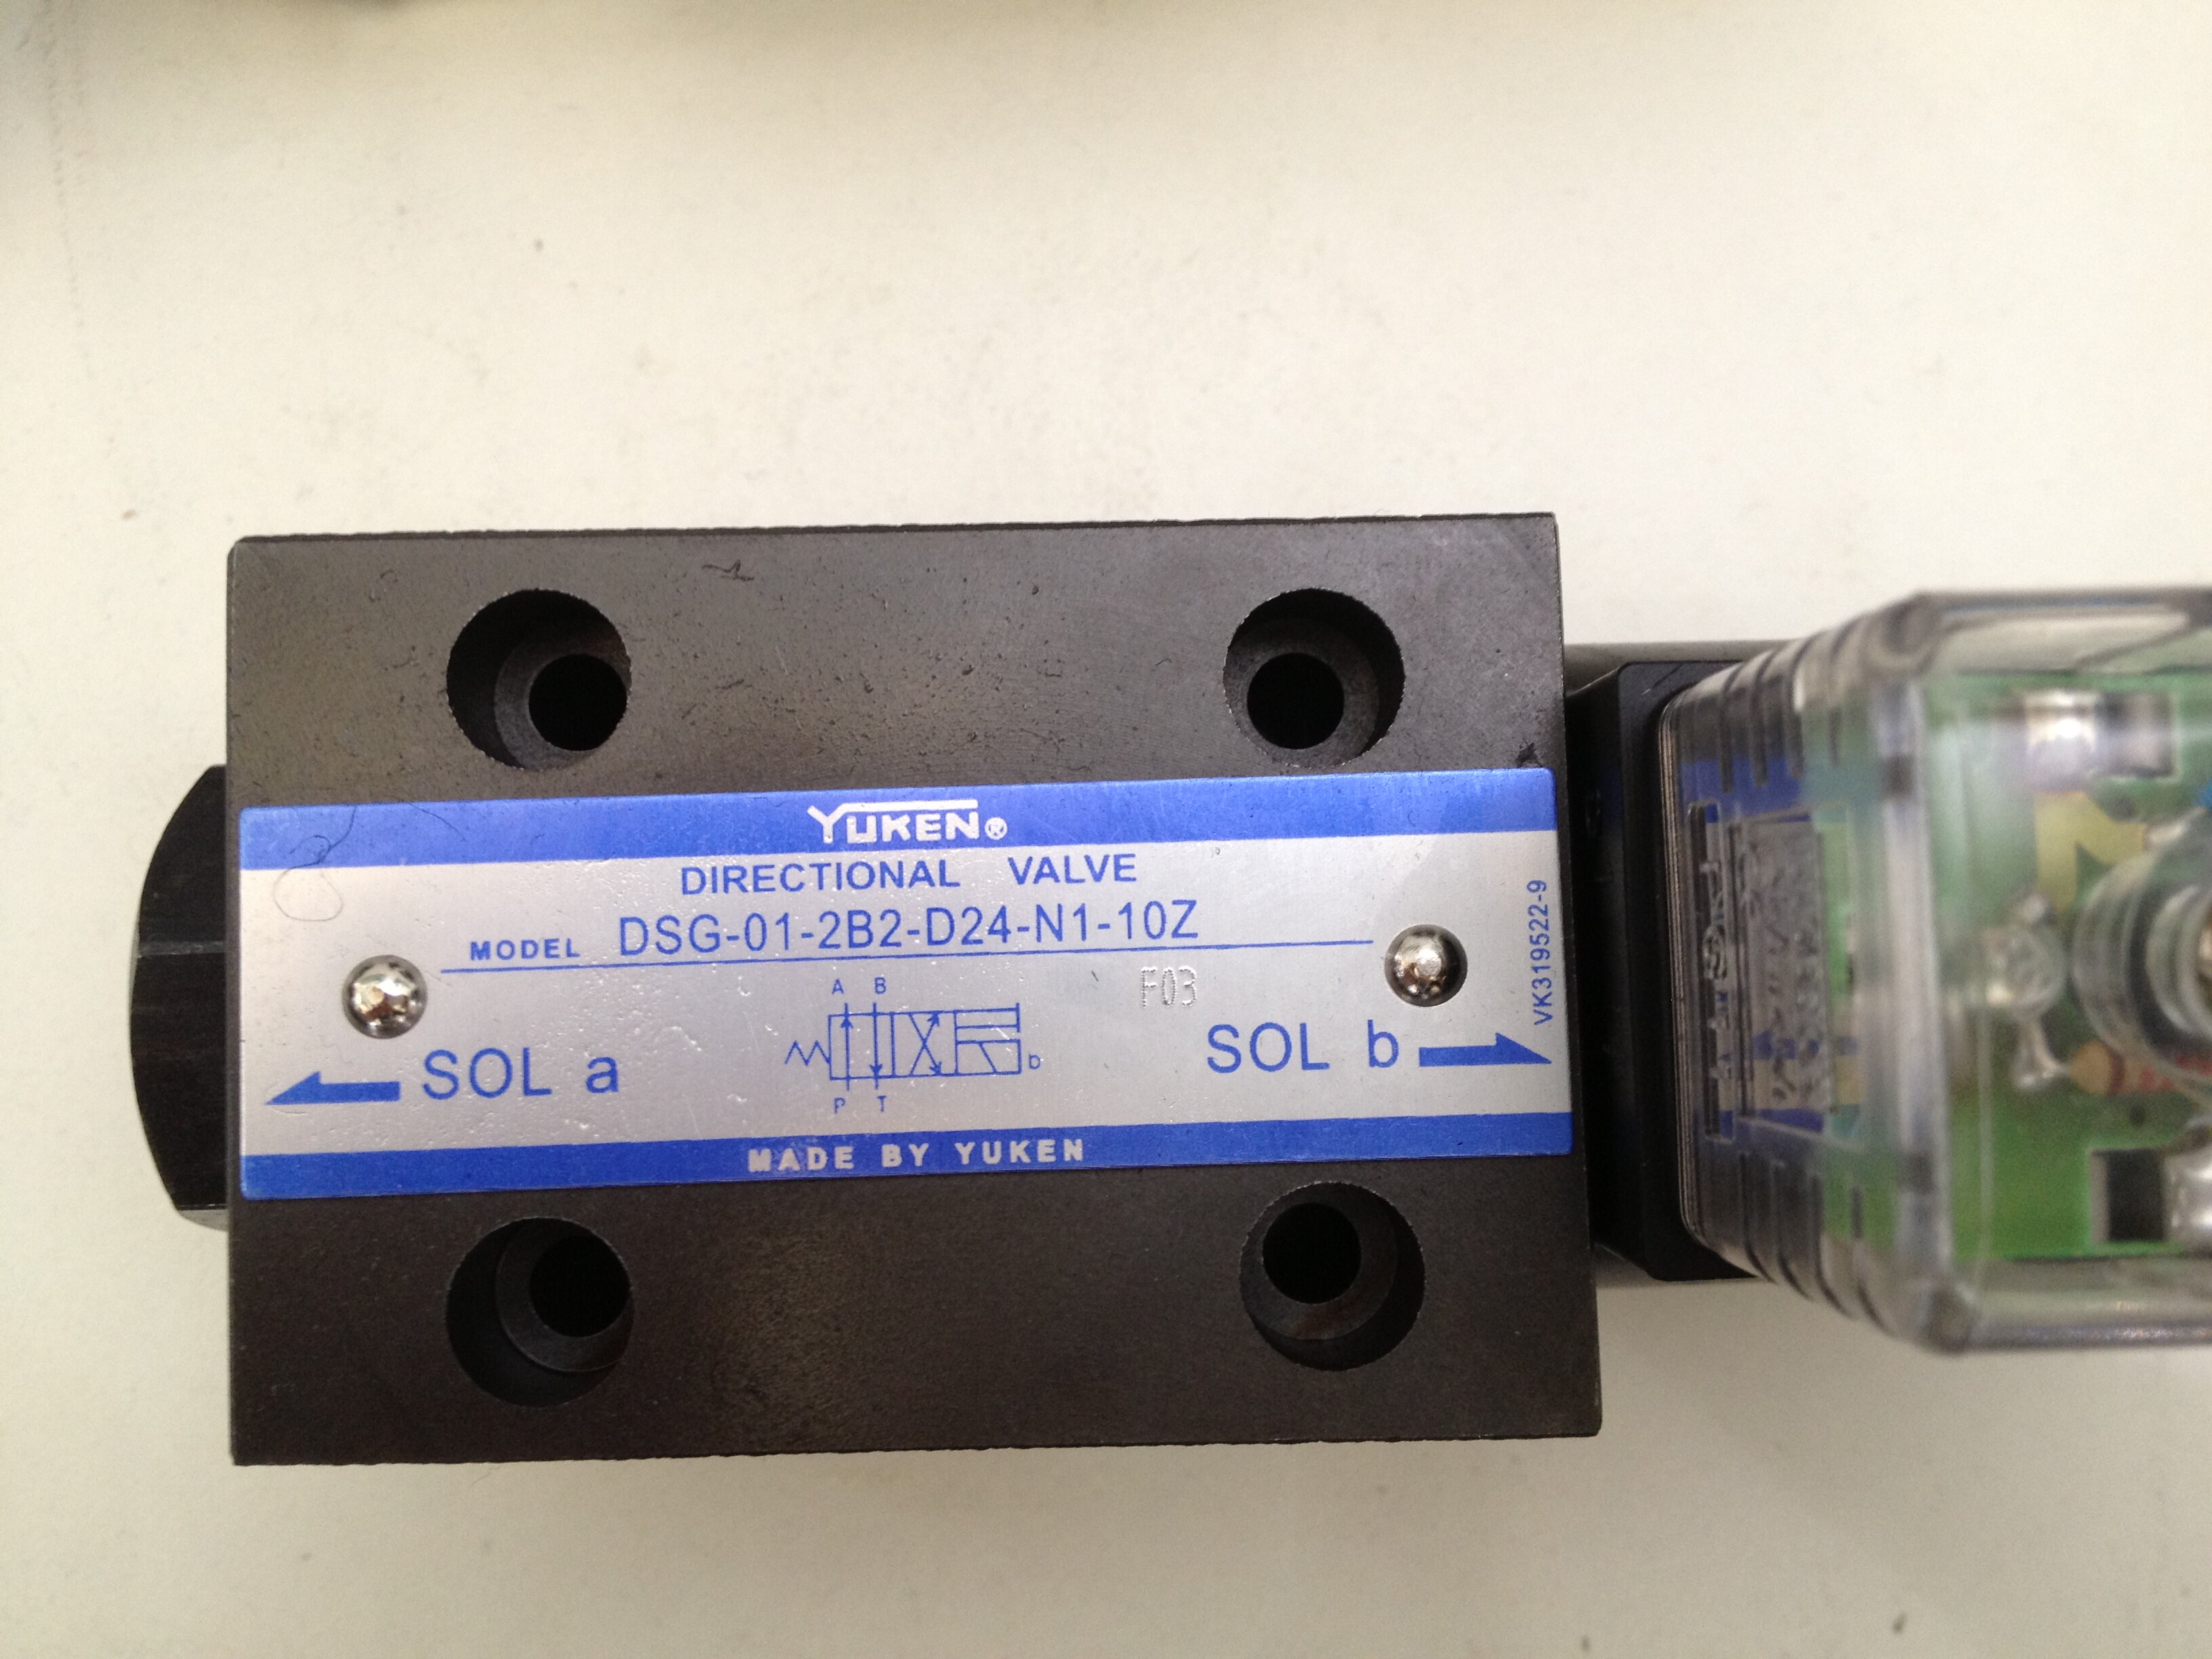 YUKEN®
DIRECTIONAL VALVE
MODEL DSG-01-2B2-D24-N1-10Z
F03
A B
SOL a
b
SOL b
P T
MADE BY YUKEN
VK319522-9